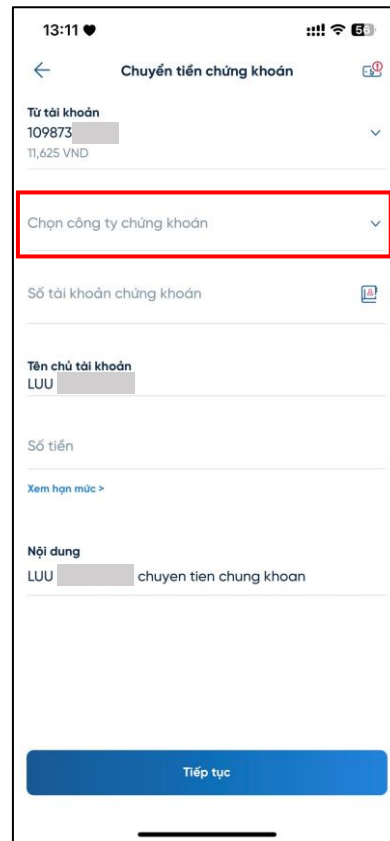 13:11
56
Chuyển tiền chứng khoán
Từ tài khoản
109873
11,625 VND
Chọn công ty chứng khoán
Số tài khoản chứng khoán
Tên chủ tài khoản
LUU
Số tiền
Xem hạn mức >
Nội dung
LUU chuyen tien chung khoan
Tiếp tục